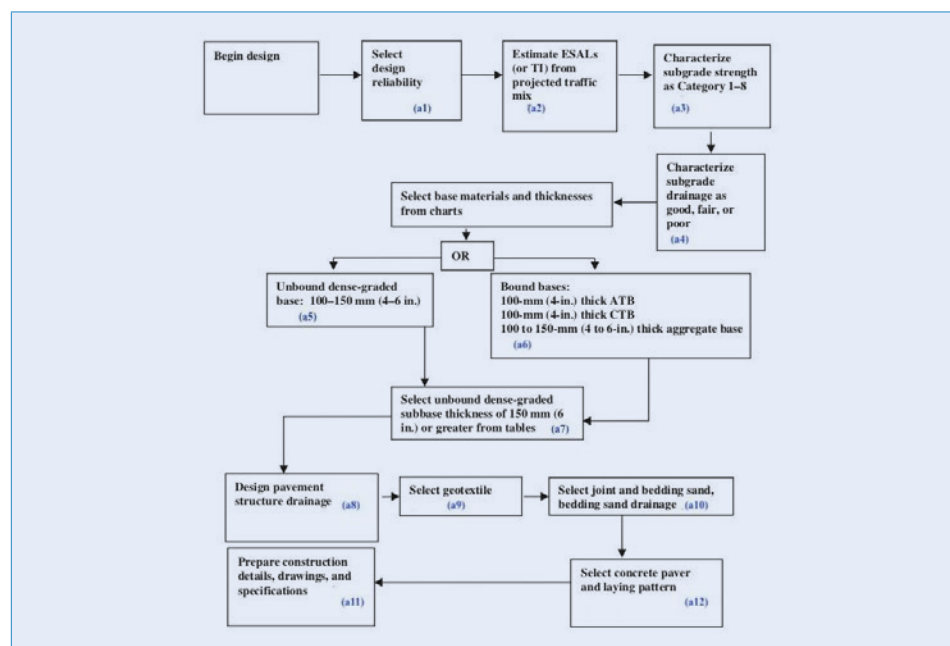 Begin design
Select
design
reliability
(a1)
Estimate ESALs
(or TI) from
projected traffic
mix
(a2)
Characterize
subgrade strength
as Category 1–8
(a3)
Characterize
subgrade
drainage as
good, fair, or
poor
(a4)
Select base materials and thicknesses
from charts
OR
Unbound dense-graded
base: 100–150 mm (4–6 in.)
(a5)
Bound bases:
100-mm (4-in.) thick ATB
100-mm (4-in.) thick CTB
100 to 150-mm (4 to 6-in.) thick aggregate base
(a6)
Select unbound dense-graded
subbase thickness of 150 mm (6
in.) or greater from tables (a7)
Design pavement
structure drainage (a8)
Select geotextile
(a9)
Select joint and bedding sand,
bedding sand drainage (a10)
Prepare construction
details, drawings, and
specifications
(a11)
Select concrete paver
and laying pattern
(a12)